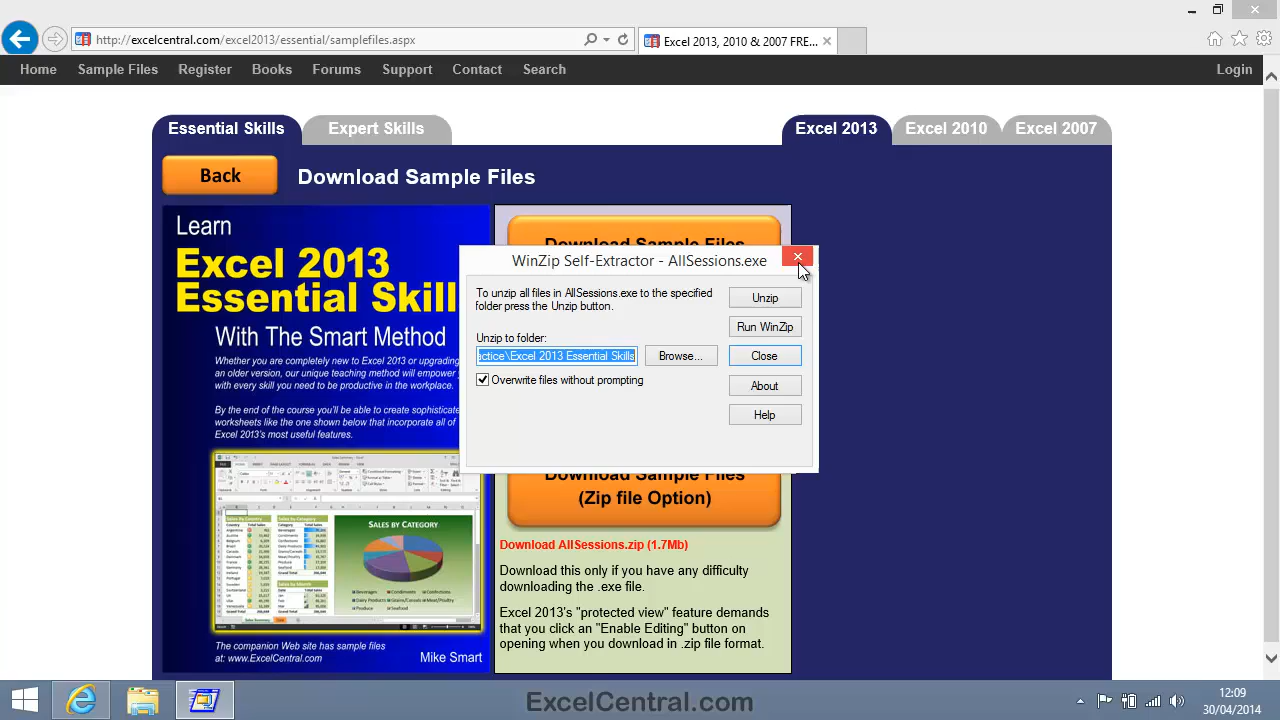 http://excelcentral.com/excel2013/essential/samplefiles.aspx
Excel 2013, 2010 & 2007 FRE...
Home Sample Files Register Books Forums Support Contact Search Login
Essential Skills Expert Skills Excel 2013 Excel 2010 Excel 2007
Back
Download Sample Files
Learn
Excel 2013
Essential Skill
With The Smart Method
Whether you are completely new to Excel 2013 or upgrading
an older version, our unique teaching method will empower
with every skill you need to be productive in the workplace.
By the end of the course you'll be able to create sophisticate
worksheets like the one shown below that incorporate all of
Excel 2013's most useful features.
SALES BY CATEGORY
The companion Web site has sample files
at: www.ExcelCentral.com
Mike Smart
Download Sample Files
WinZip Self-Extractor - AllSessions.exe
To unzip all files in AllSessions.exe to the specified
folder press the Unzip button.
Unzip to folder:
actice\Excel 2013 Essential Skills
Browse...
Overwrite files without prompting
Unzip
Run WinZip
Close
About
Help
Download Sample Files
(Zip file Option)
Download AllSessions.zip (1.7Mb)
Download this only if you have any difficulty
downloading the .exe file.
Excel 2013's "protected view" feature demands
that you click an "Enable Editing" button on
opening when you download in .zip file format.
ExcelCentral.com
12:09
30/04/2014